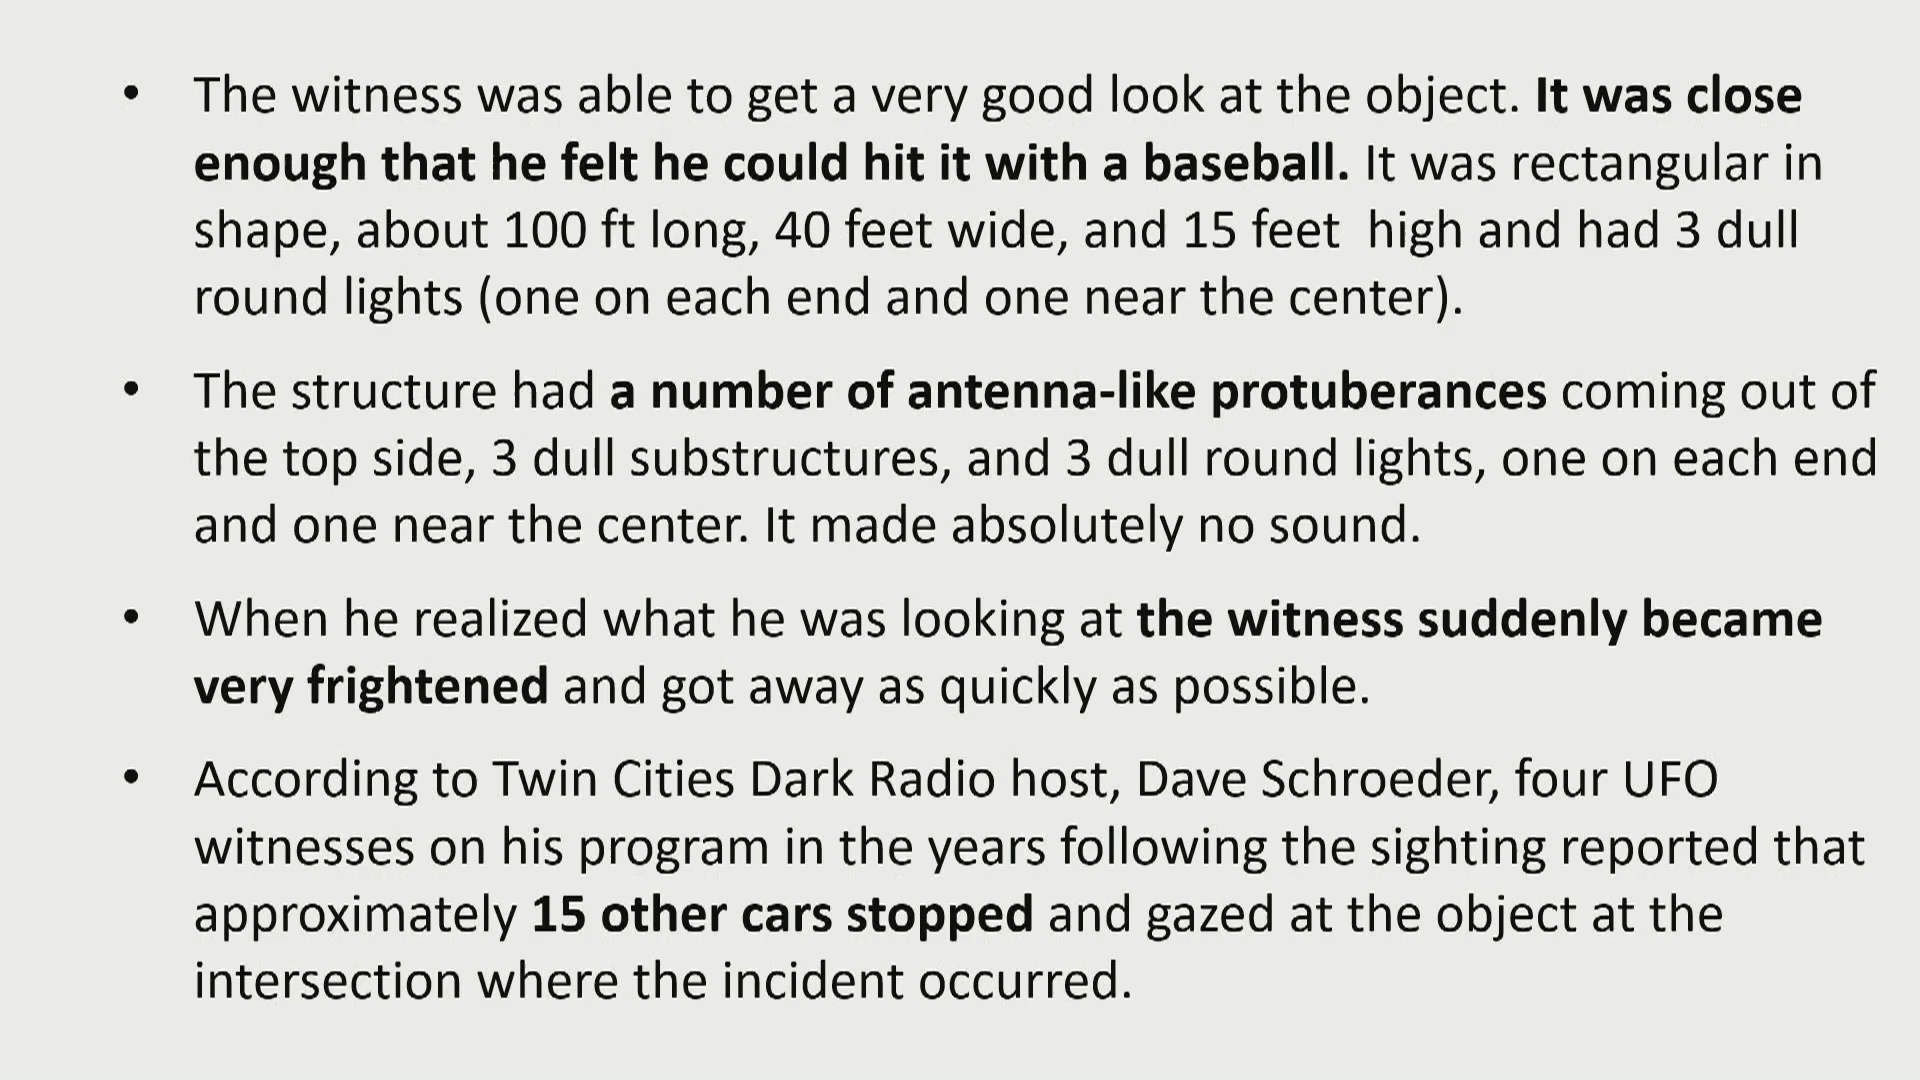 • The witness was able to get a very good look at the object. It was close
enough that he felt he could hit it with a baseball. It was rectangular in
shape, about 100 ft long, 40 feet wide, and 15 feet  high and had 3 dull
round lights (one on each end and one near the center).
• The structure had a number of antenna-like protuberances coming out of
the top side, 3 dull substructures, and 3 dull round lights, one on each end
and one near the center. It made absolutely no sound.
• When he realized what he was looking at the witness suddenly became
very frightened and got away as quickly as possible.
• According to Twin Cities Dark Radio host, Dave Schroeder, four UFO
witnesses on his program in the years following the sighting reported that
approximately 15 other cars stopped and gazed at the object at the
intersection where the incident occurred.